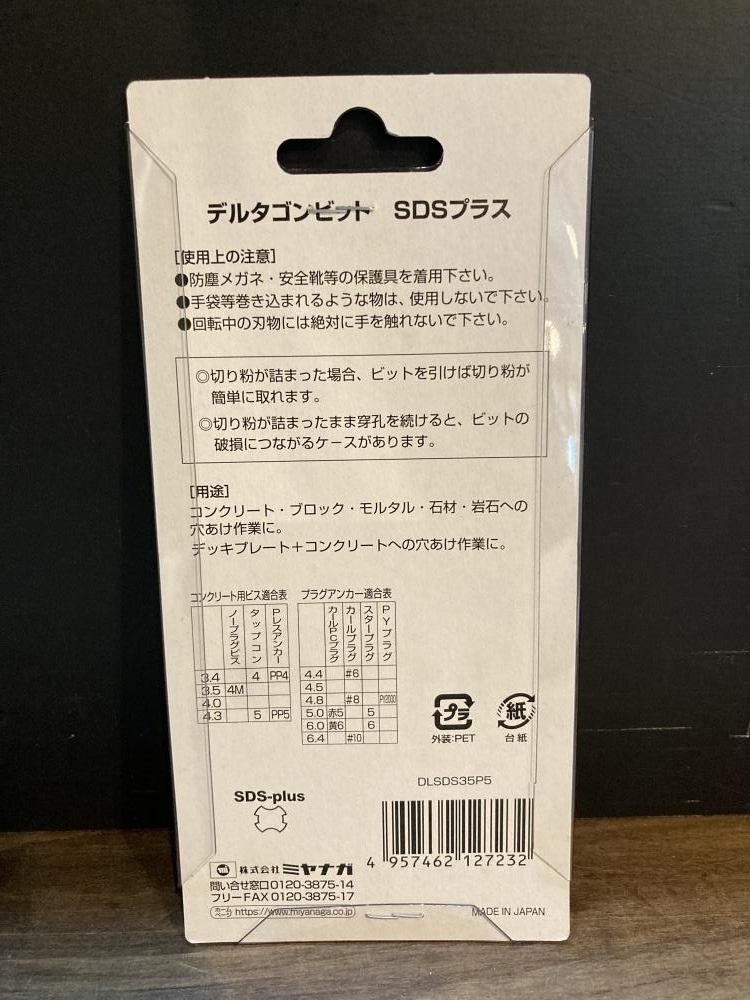 デルタゴンビット SDSプラス
[使用上の注意]
●防塵メガネ・安全靴等の保護具を着用下さい。
●手袋等巻き込まれるような物は、使用しないで下さい。
●回転中の刃物には絶対に手を触れないで下さい。
◎切り粉が詰まった場合、ビットを引けば切り粉が
簡単に取れます。
◎切り粉が詰まったまま穿孔を続けると、ビットの
破損につながるケースがあります。
[用途]
コンクリート・ブロック・モルタル・石材・岩石への
穴あけ作業に。
デッキプレート+コンクリートへの穴あけ作業に。
コンクリート用ビス適合表
ノープラグビス タップコン Pレスアンカー
3.4 4 PP4
3.5 4M
4.0
4.3 5 PP5
プラグアンカー適合表
カールPCプラグ カールプラグ スタープラグ PYプラグ
4.4 #6
4.5
4.8 #8 PY2030
5.0 赤5 5
6.0 黄6 6
6.4 #10
プラ
外装:PET
紙
台紙
DLSDS35P5
SDS-plus
4 957462 127232
株式会社 ミヤナガ
問い合せ窓口0120-3875-14
フリーFAX 0120-3875-17
https://www.miyanaga.co.jp
MADE IN JAPAN